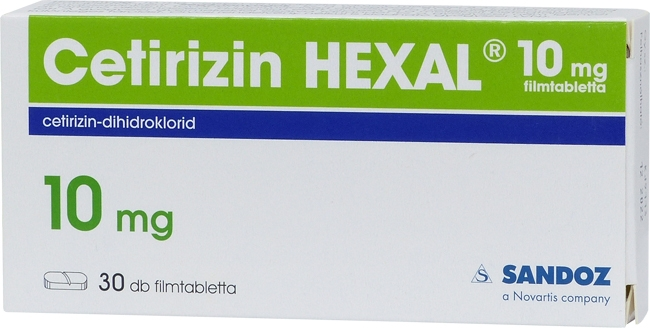 Cetirizin HEXAL® 10 mg
filmtabletta
cetirizin-dihidroklorid
10 mg
30 db filmtabletta
SANDOZ
a Novartis company